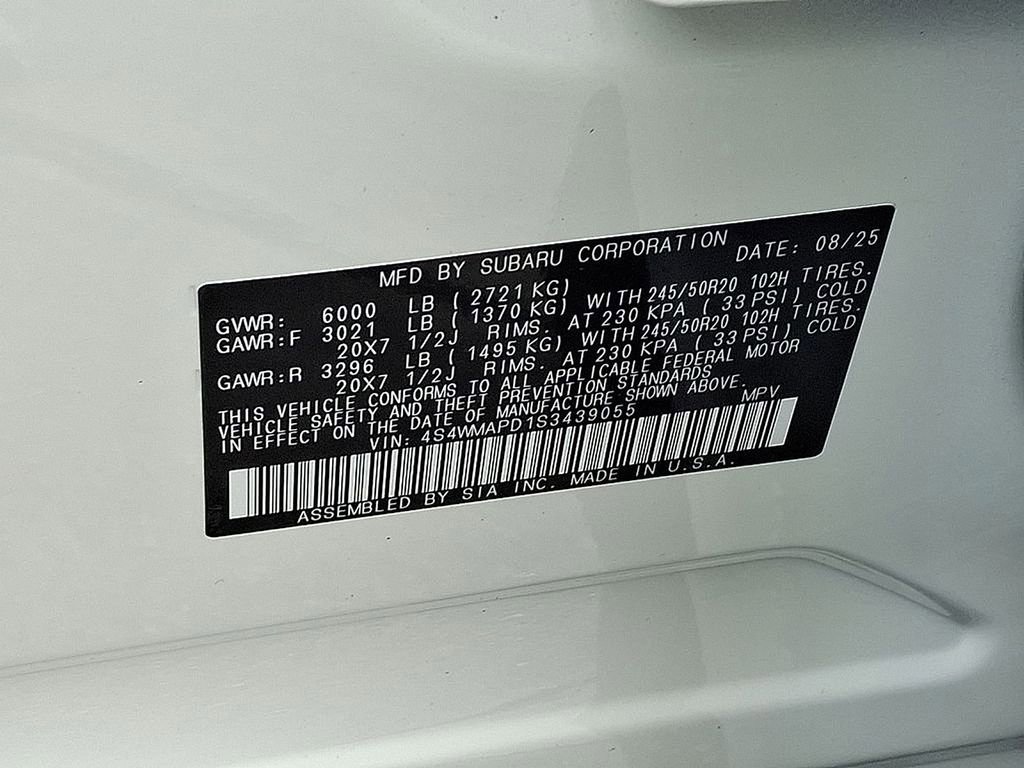 MFD BY SUBARU CORPORATION DATE: 08/25
GVWR: 6000 LB ( 2721 KG)
GAWR:F 3021 LB ( 1370 KG) WITH 245/50R20 102H TIRES.
20X7 1/2J RIMS. AT 230 KPA ( 33 PSI) COLD
GAWR:R 3296 LB ( 1495 KG) WITH 245/50R20 102H TIRES.
20X7 1/2J RIMS. AT 230 KPA ( 33 PSI) COLD
THIS VEHICLE CONFORMS TO ALL APPLICABLE FEDERAL MOTOR
VEHICLE SAFETY AND THEFT PREVENTION STANDARDS
IN EFFECT ON THE DATE OF MANUFACTURE SHOWN ABOVE.
VIN: 4S4WMAPD1S3439055 MPV
ASSEMBLED BY SIA INC. MADE IN U.S.A.